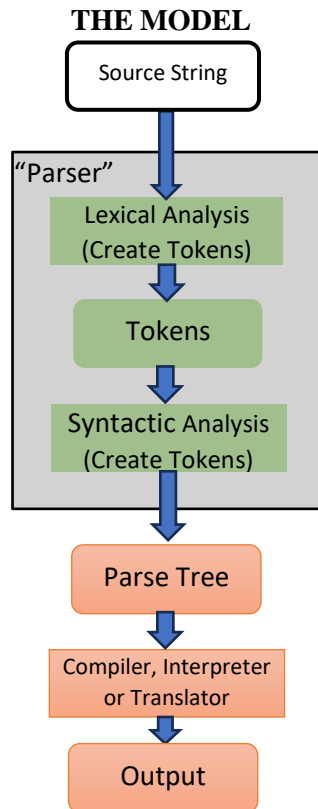 THE MODEL
Source String
“Parser”
Lexical Analysis
(Create Tokens)
Tokens
Syntactic Analysis
(Create Tokens)
Parse Tree
Compiler, Interpreter
or Translator
Output